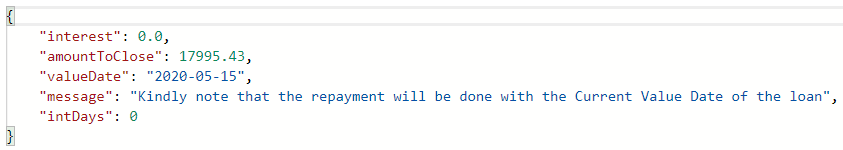 {
"interest": 0.0,
"amountToClose": 17995.43,
"valueDate": "2020-05-15",
"message": "Kindly note that the repayment will be done with the Current Value Date of the loan",
"intDays": 0
}